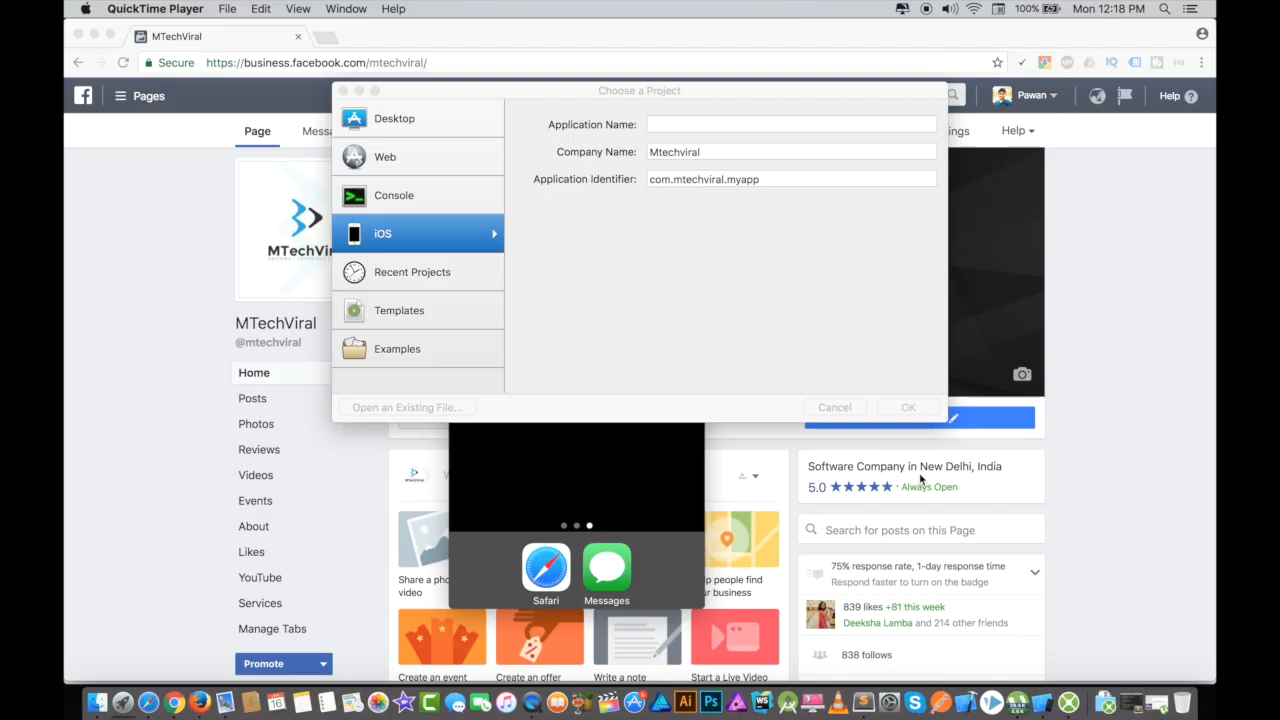 QuickTime Player File Edit View Window Help 100% Mon 12:18 PM
MTechViral
Secure https://business.facebook.com/mtechviral/
Pages
Choose a Project
Pawan
Help
Page
Help
Desktop
Web
Console
iOS
Recent Projects
Templates
Examples
Application Name:
Company Name: Mtechviral
Application Identifier: com.mtechviral.myapp
Open an Existing File...
Cancel
OK
MTechViral
@mtechviral
Home
Posts
Photos
Reviews
Videos
Events
About
Likes
YouTube
Services
Manage Tabs
Promote
Safari
Messages
Create an event
Create an offer
Write a note
Start a Live Video
Software Company in New Delhi, India
5.0 ★★★★★ · Always Open
Search for posts on this Page
75% response rate, 1-day response time
Respond faster to turn on the badge
839 likes +81 this week
Deeksha Lamba and 214 other friends
838 follows